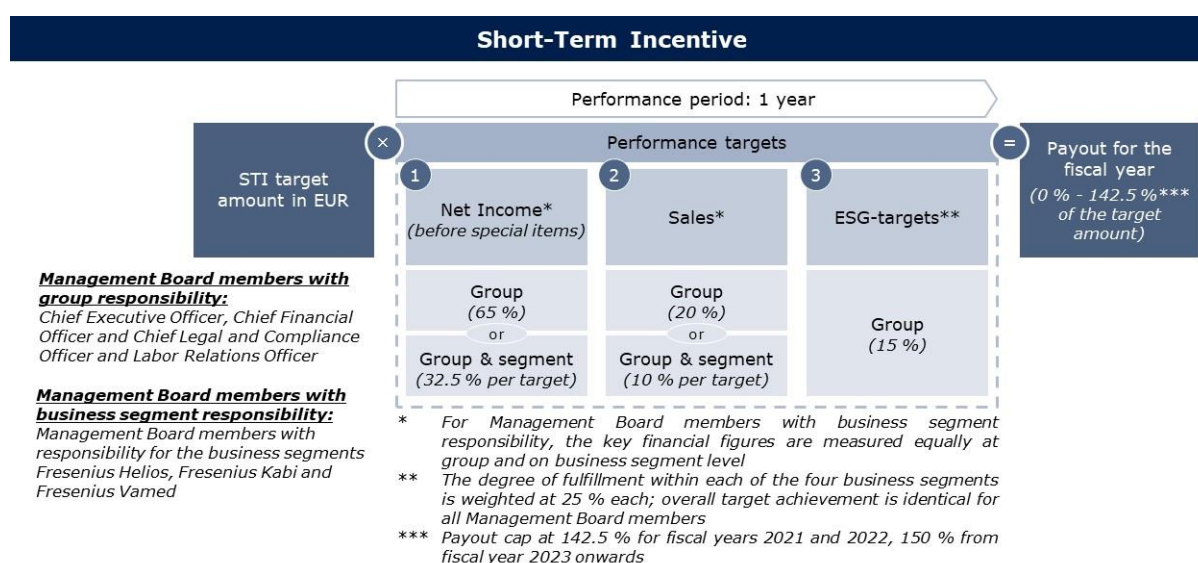 Short-Term Incentive
Performance period: 1 year
×
Performance targets
=
STI target
amount in EUR
1
Net Income*
(before special items)
2
Sales*
3
ESG-targets**
Payout for the
fiscal year
(0 % - 142.5 %***
of the target
amount)
Group
(65 %)
or
Group & segment
(32.5 % per target)
Group
(20 %)
or
Group & segment
(10 % per target)
Group
(15 %)
Management Board members with
group responsibility:
Chief Executive Officer, Chief Financial
Officer and Chief Legal and Compliance
Officer and Labor Relations Officer
Management Board members with
business segment responsibility:
Management Board members with
responsibility for the business segments
Fresenius Helios, Fresenius Kabi and
Fresenius Vamed
* For Management Board members with business segment
responsibility, the key financial figures are measured equally at
group and on business segment level
** The degree of fulfillment within each of the four business segments
is weighted at 25 % each; overall target achievement is identical for
all Management Board members
*** Payout cap at 142.5 % for fiscal years 2021 and 2022, 150 % from
fiscal year 2023 onwards